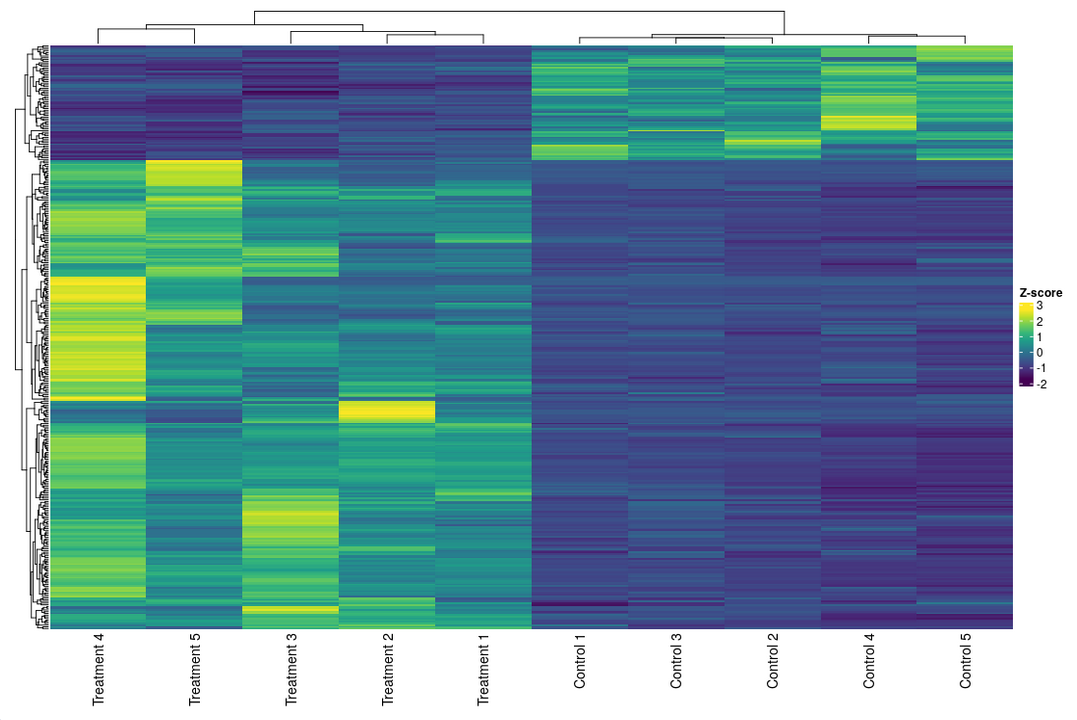 Z-score
3
2
1
0
-1
-2
Treatment 4
Treatment 5
Treatment 3
Treatment 2
Treatment 1
Control 1
Control 3
Control 2
Control 4
Control 5